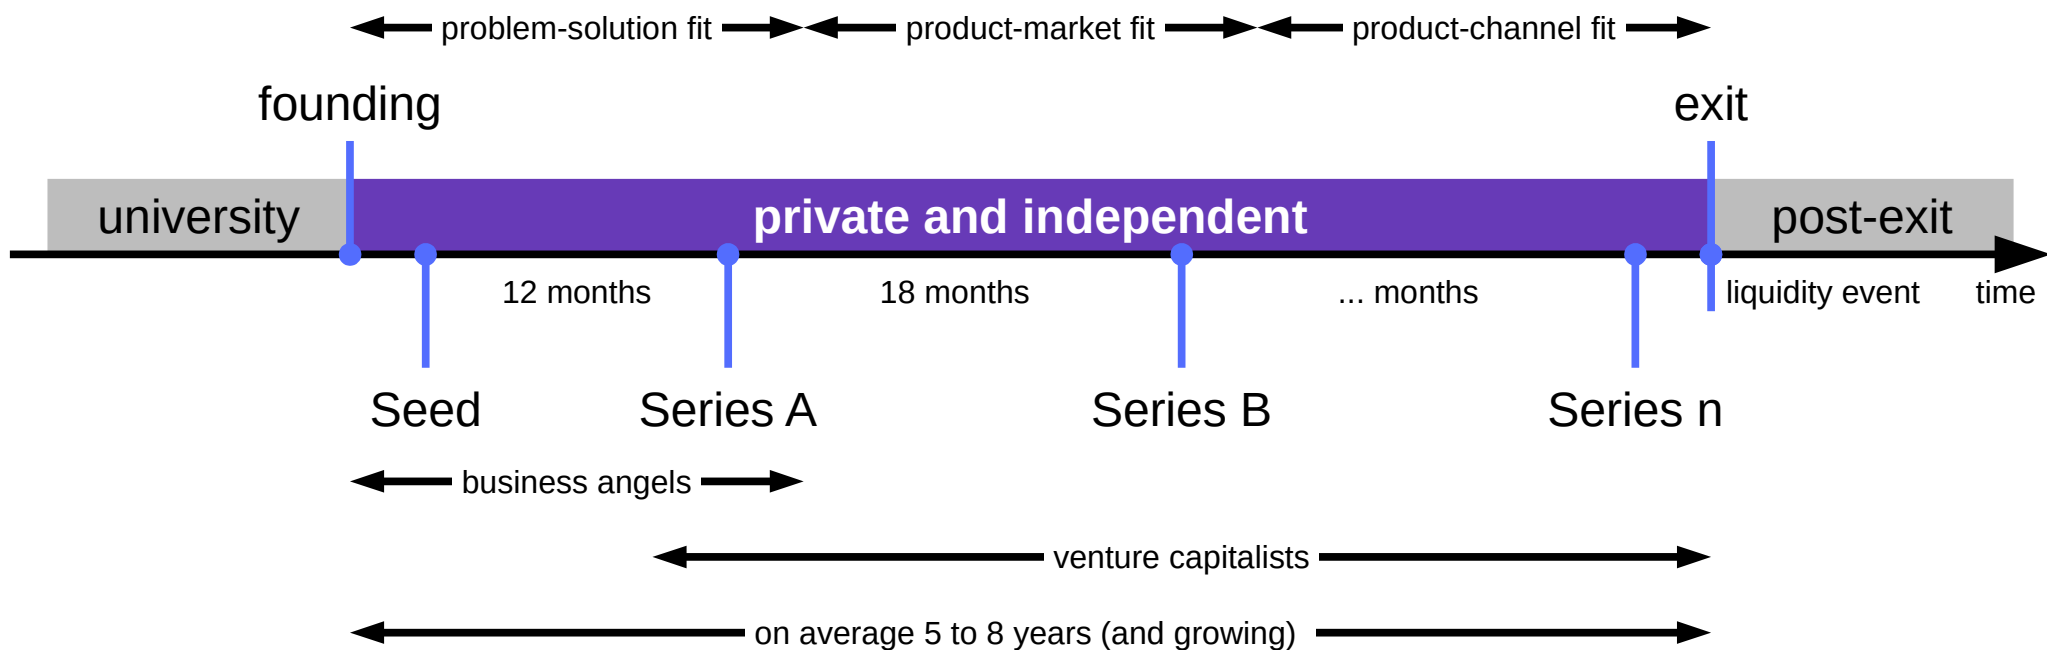 problem-solution fit
product-market fit
product-channel fit
founding
exit
university
private and independent
post-exit
12 months
18 months
... months
liquidity event
time
Seed
Series A
Series B
Series n
business angels
venture capitalists
on average 5 to 8 years (and growing)